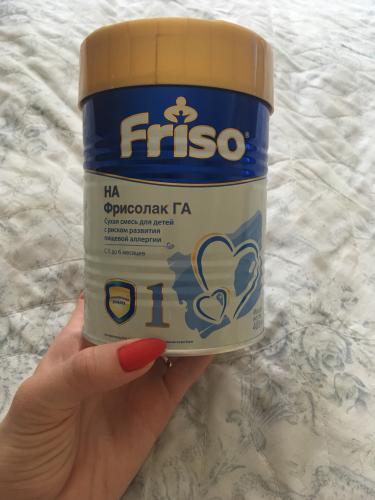 Friso®
HA
Фрисолак ГА
Сухая смесь для детей
с риском развития
пищевой аллергии
С 0 до 6 месяцев
1